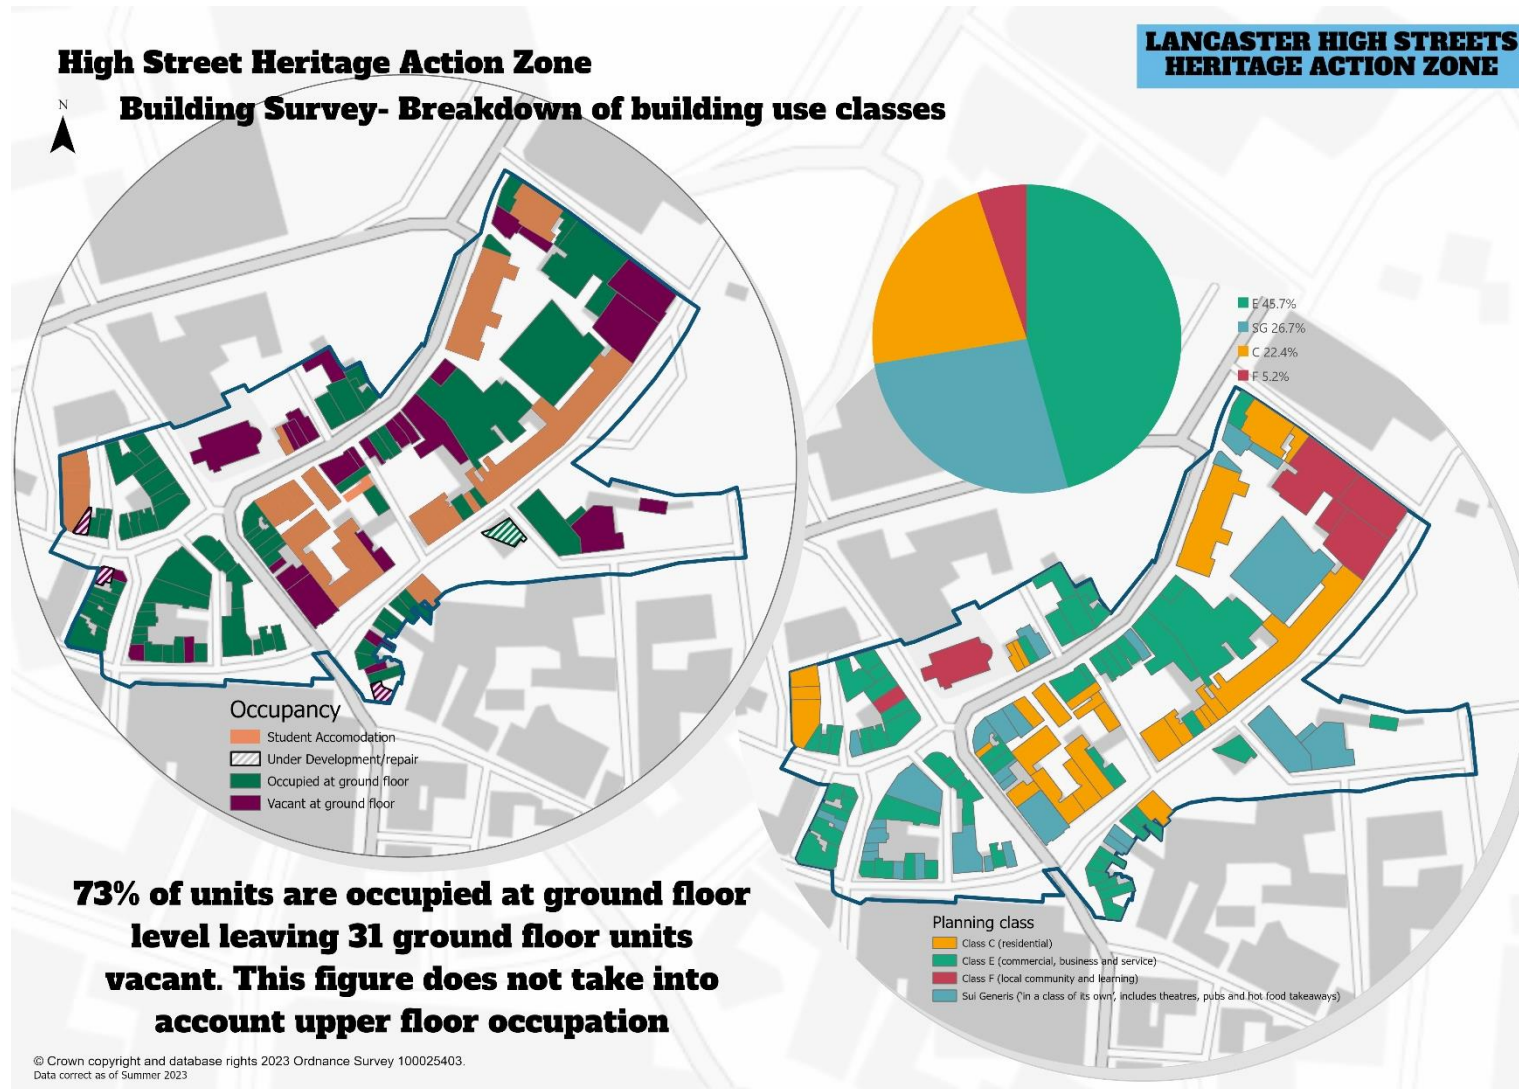 High Street Heritage Action Zone
Building Survey- Breakdown of building use classes
LANCASTER HIGH STREETS
HERITAGE ACTION ZONE
N
E 45.7%
SG 26.7%
C 22.4%
F 5.2%
Occupancy
Student Accomodation
Under Development/repair
Occupied at ground floor
Vacant at ground floor
73% of units are occupied at ground floor
level leaving 31 ground floor units
vacant. This figure does not take into
account upper floor occupation
Planning class
Class C (residential)
Class E (commercial, business and service)
Class F (local community and learning)
Sui Generis ('in a class of its own', includes theatres, pubs and hot food takeaways)
© Crown copyright and database rights 2023 Ordnance Survey 100025403.
Data correct as of Summer 2023